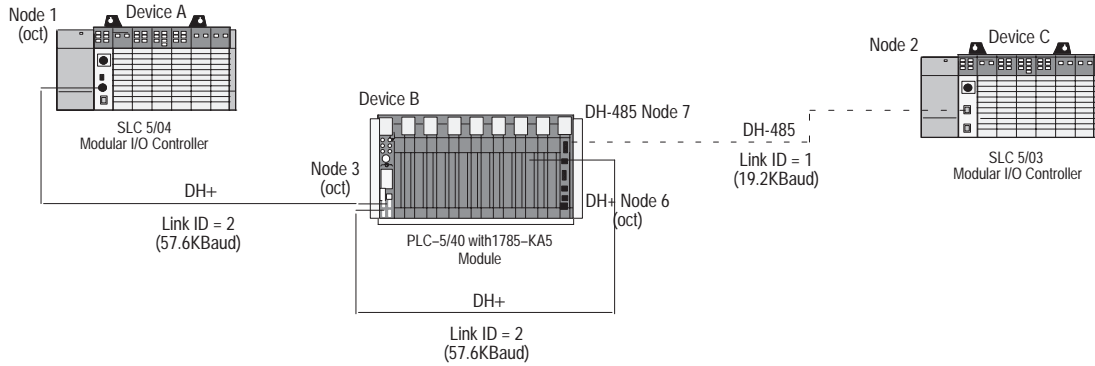 Node 1
(oct)
Device A
SLC 5/04
Modular I/O Controller
DH+
Link ID = 2
(57.6KBaud)
Device B
Node 3
(oct)
DH-485 Node 7
DH+ Node 6
(oct)
PLC–5/40 with1785–KA5
Module
DH+
Link ID = 2
(57.6KBaud)
DH-485
Link ID = 1
(19.2KBaud)
Node 2
Device C
SLC 5/03
Modular I/O Controller